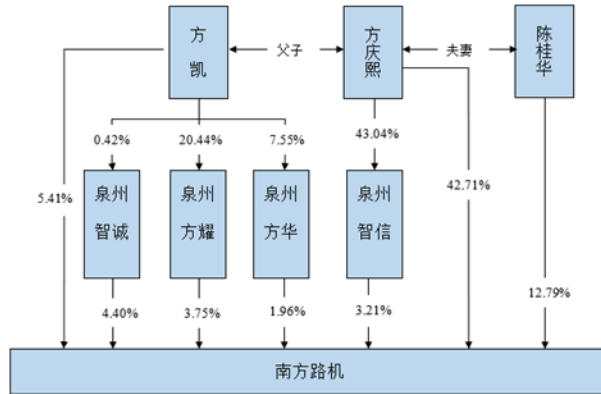 方凯
父子
方庆熙
夫妻
陈桂华
0.42%
20.44%
7.55%
43.04%
5.41%
泉州智诚
泉州方耀
泉州方华
泉州智信
42.71%
4.40%
3.75%
1.96%
3.21%
12.79%
南方路机